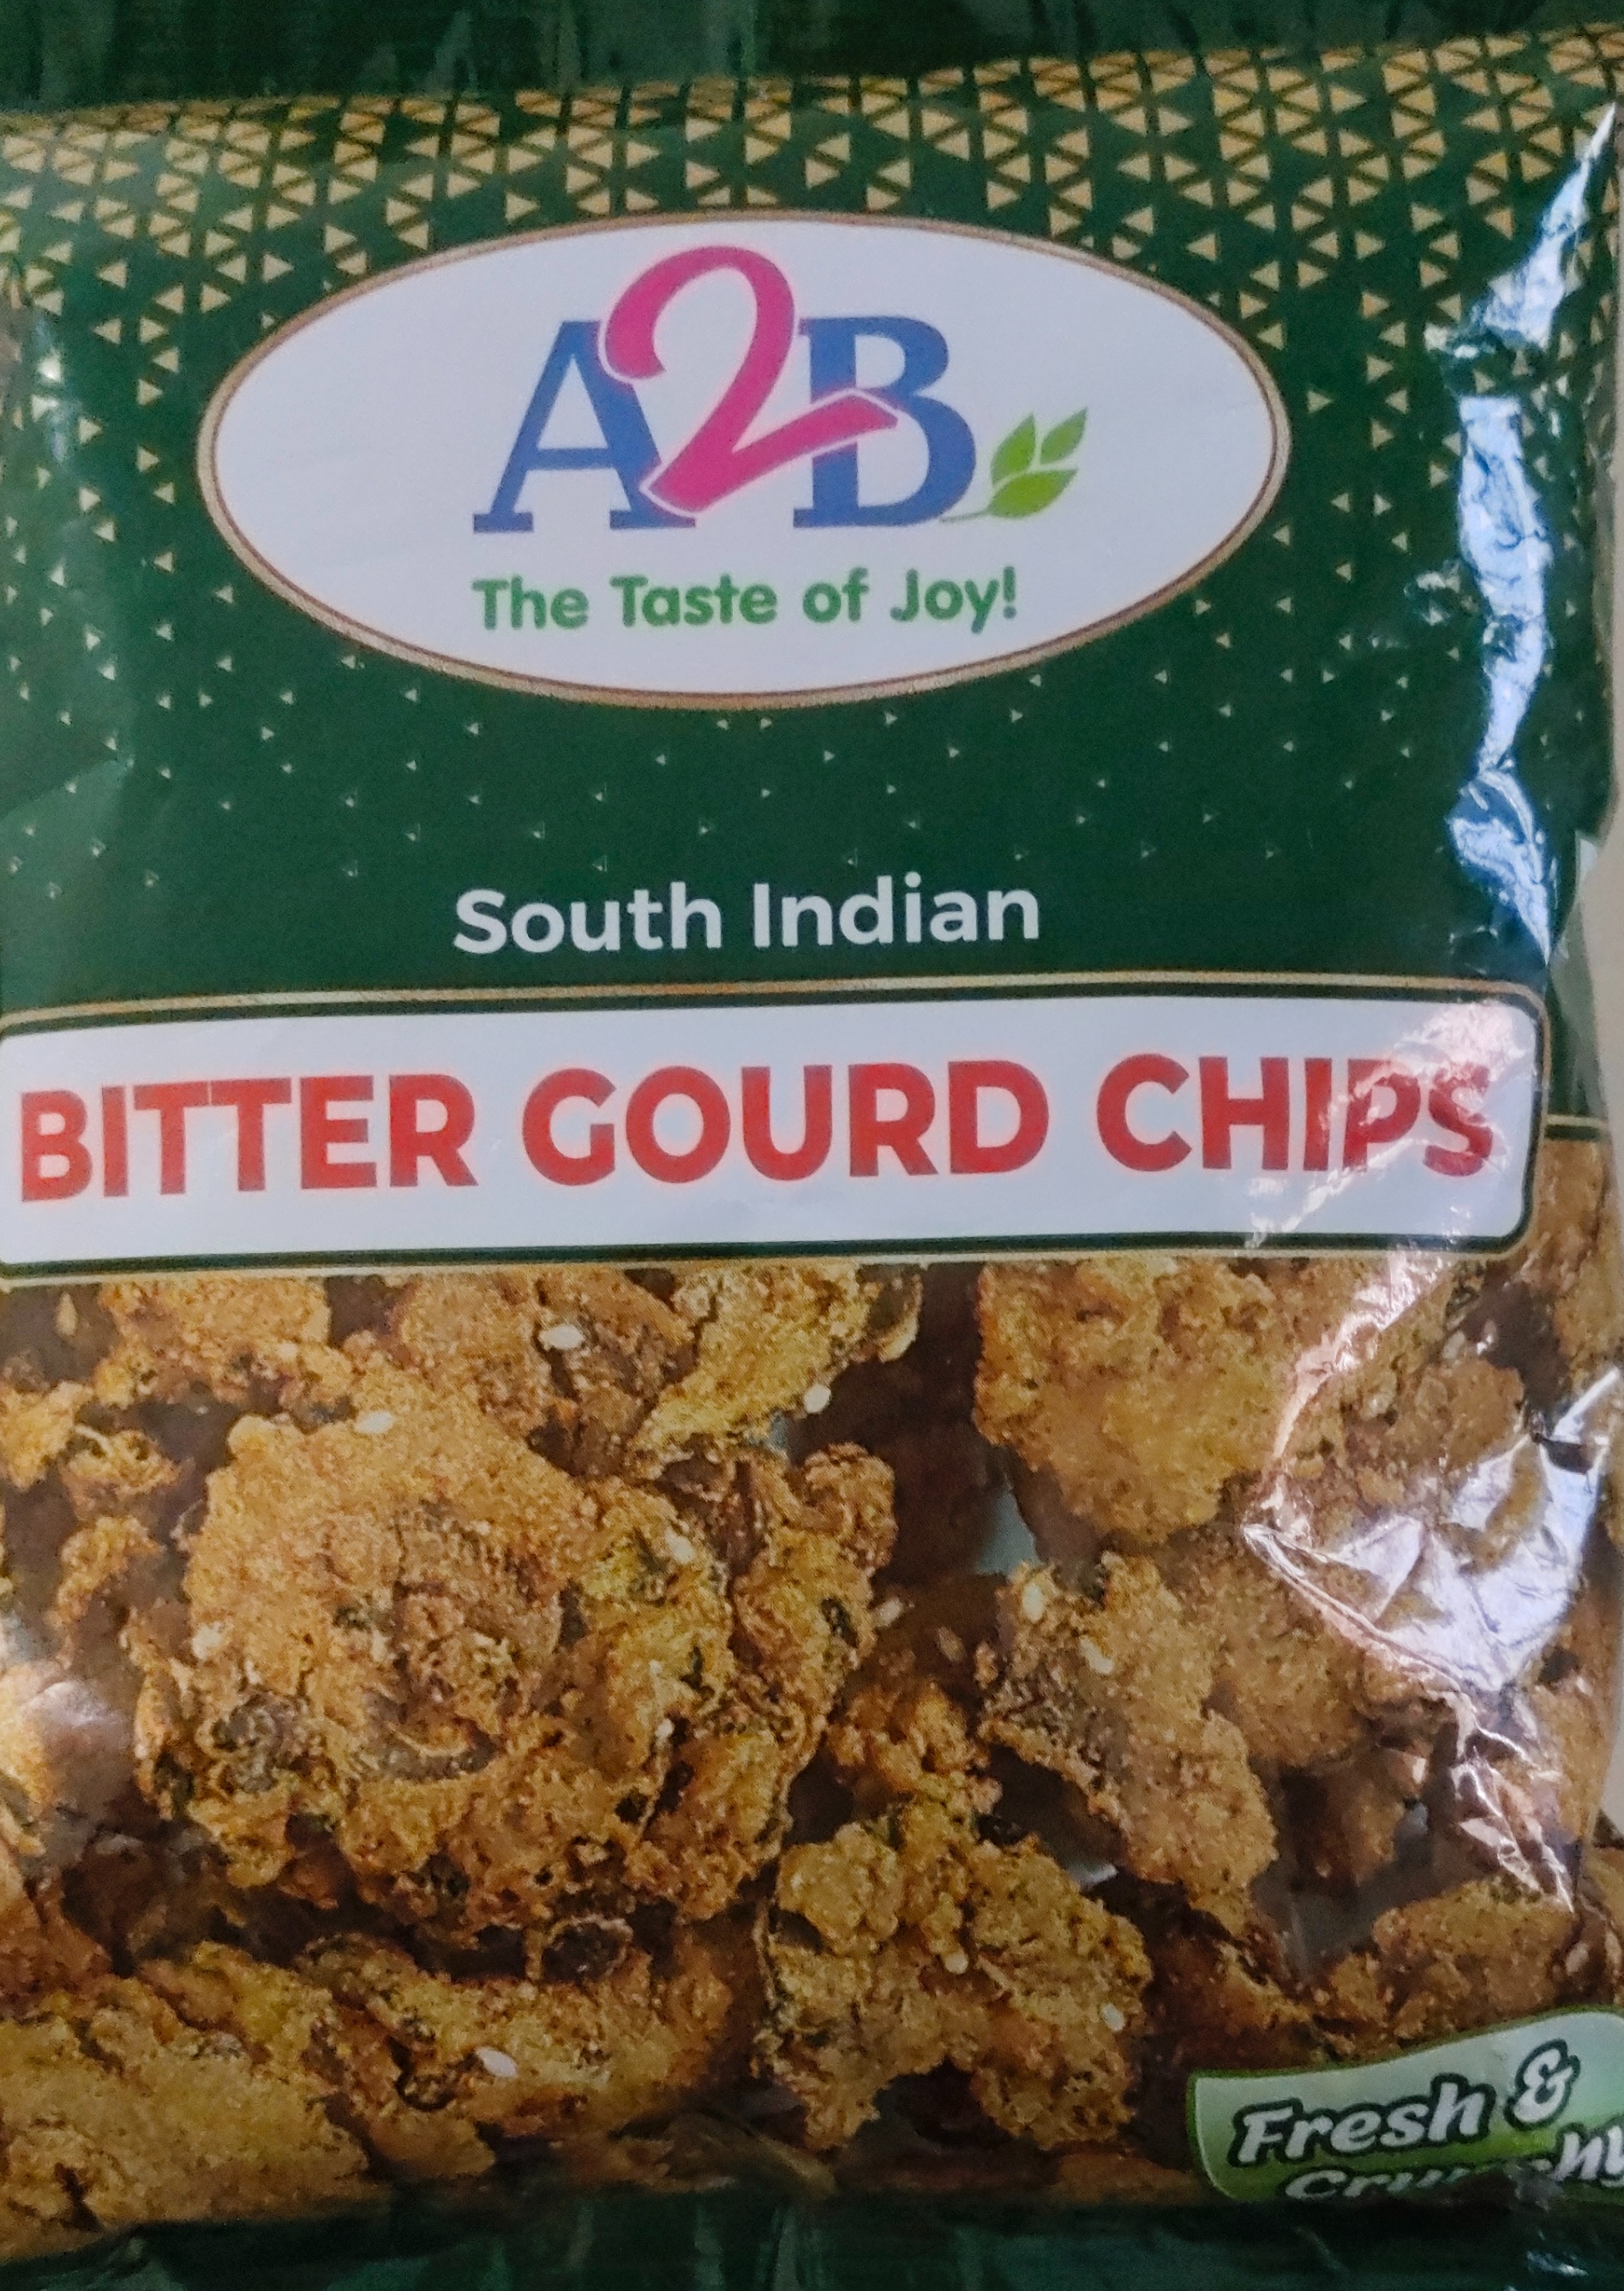 A2B
The Taste of Joy!
South Indian
BITTER GOURD CHIPS
Fresh &